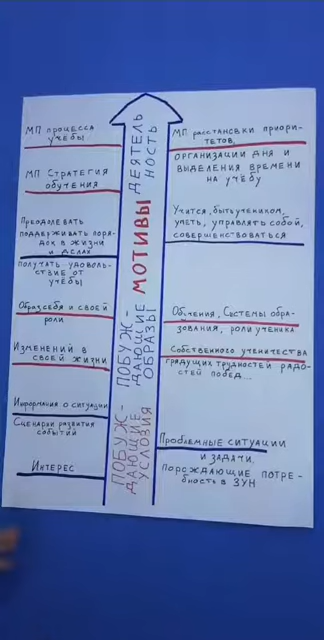 МП процесса
учёбы
МП Стратегия
обучения
Преодолевать
поддерживать поря-
док в жизни
и делах
получать удоволь-
ствие от
учёбы
Образ себя и своей
роли
Изменений в
своей жизни
Информация о ситуации
Сценарии развития
событий
Интерес
ПОБУЖ-
ДАЮЩИЕ
УСЛОВИЯ
ПОБУЖ-
ДАЮЩИЕ
ОБРАЗЫ
МОТИВЫ
ДЕЯТЕЛЬ
НОСТЬ
МП расстановки приори-
тетов,
организации дня и
выделения времени
на учёбу
Учится, быть учеником,
уметь, управлять собой,
совершенствоваться
Обучения, Системы обра-
зования, роли ученика
Собственного ученичества
грядущих трудностей радо
стей побед...
Проблемные ситуации
и задачи,
порождающие потре-
бность в ЗУН